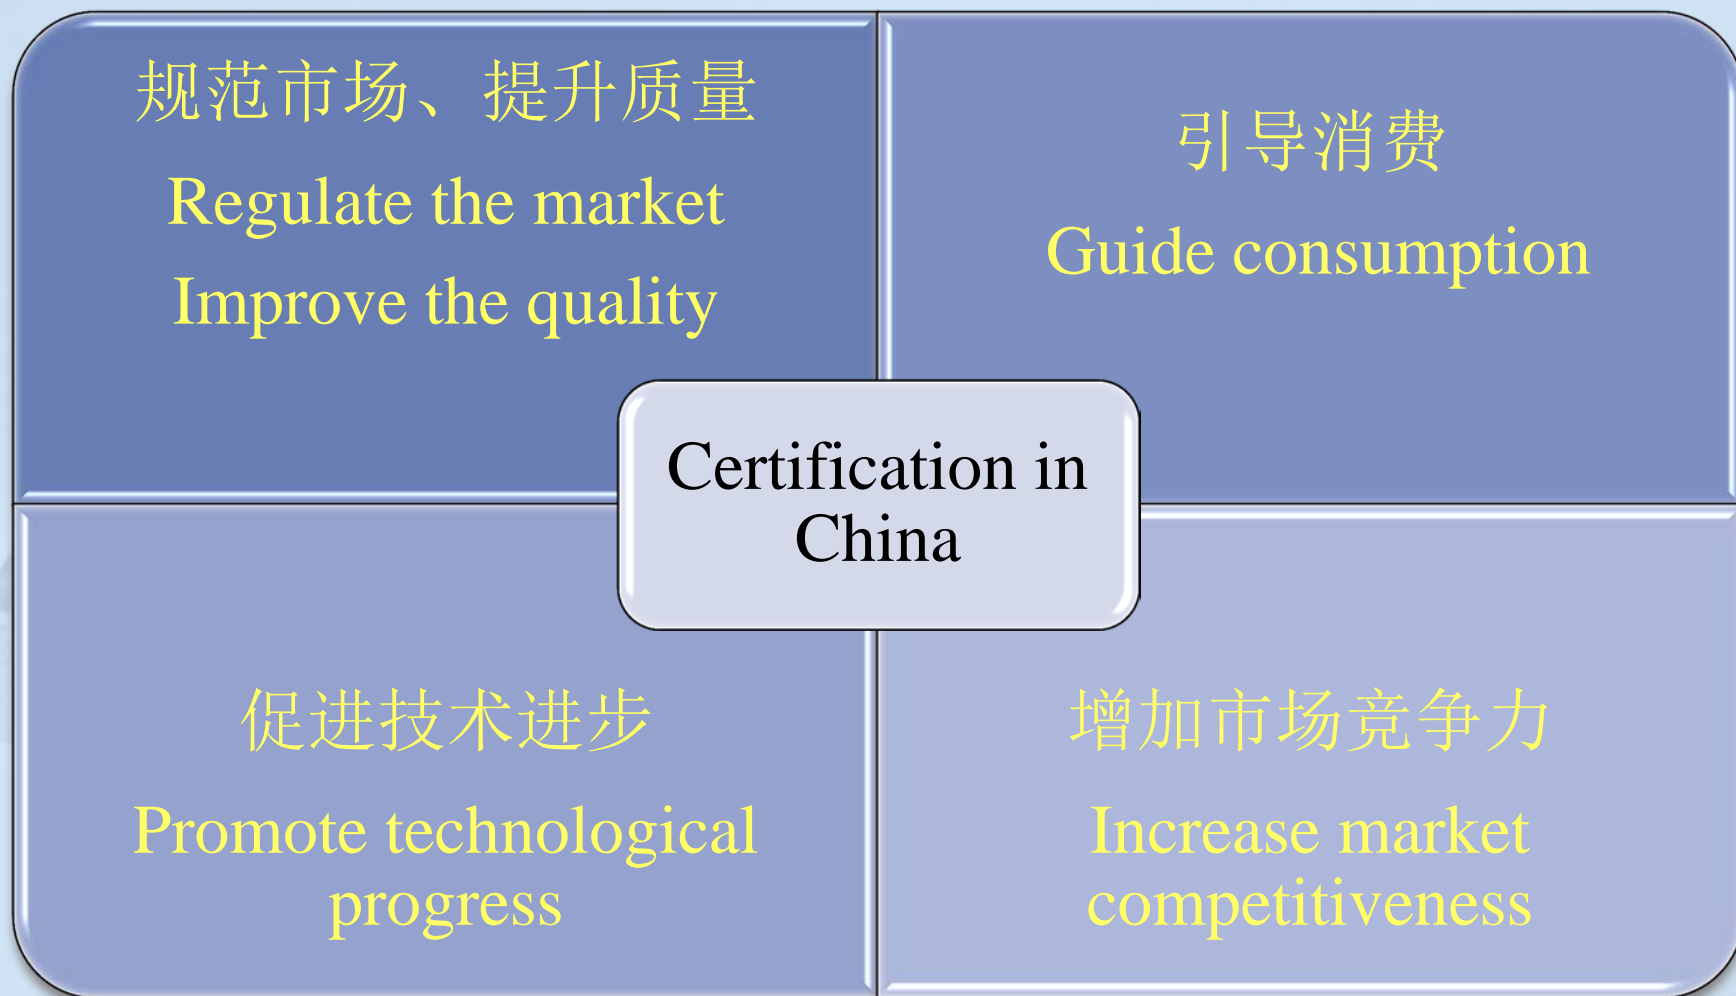 规范市场、提升质量
Regulate the market
Improve the quality
引导消费
Guide consumption
Certification in
China
促进技术进步
Promote technological
progress
增加市场竞争力
Increase market
competitiveness